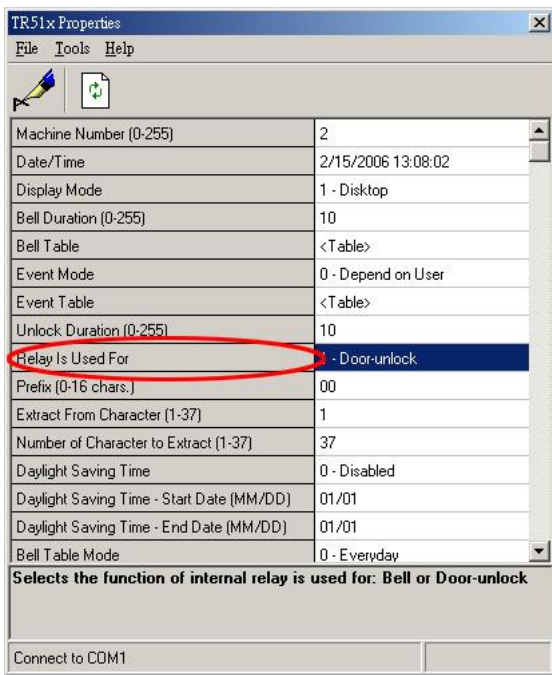 TR51x Properties
File Tools Help
Machine Number (0-255) 2
Date/Time 2/15/2006 13:08:02
Display Mode 1 - Disktop
Bell Duration (0-255) 10
Bell Table <Table>
Event Mode 0 - Depend on User
Event Table <Table>
Unlock Duration (0-255) 10
Relay Is Used For - Door-unlock
Prefix (0-16 chars.) 00
Extract From Character (1-37) 1
Number of Character to Extract (1-37) 37
Daylight Saving Time 0 - Disabled
Daylight Saving Time - Start Date (MM/DD) 01/01
Daylight Saving Time - End Date (MM/DD) 01/01
Bell Table Mode 0 - Everyday
Selects the function of internal relay is used for: Bell or Door-unlock
Connect to COM1